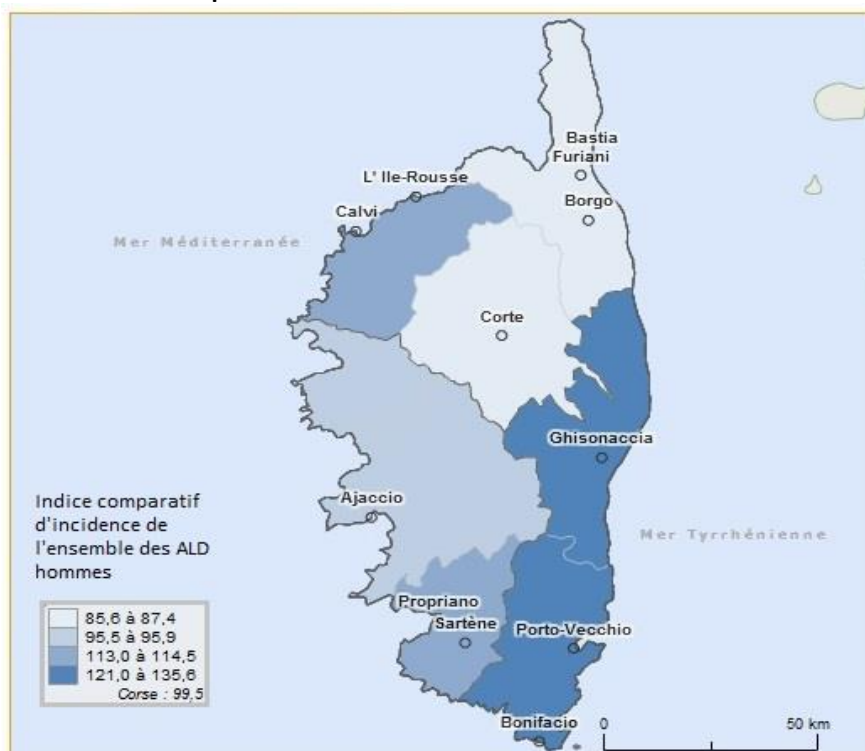 Bastia
Furiani
L' Ile-Rousse
Borgo
Calvi
Mer Méditerranée
Corte
Ghisonaccia
Ajaccio
Mer Tyrrhénienne
Propriano
Sartène
Porto-Vecchio
Bonifacio
Indice comparatif
d'incidence de
l'ensemble des ALD
hommes
85,6 à 87,4
95,5 à 95,9
113,0 à 114,5
121,0 à 135,6
Corse : 99,5
0 50 km